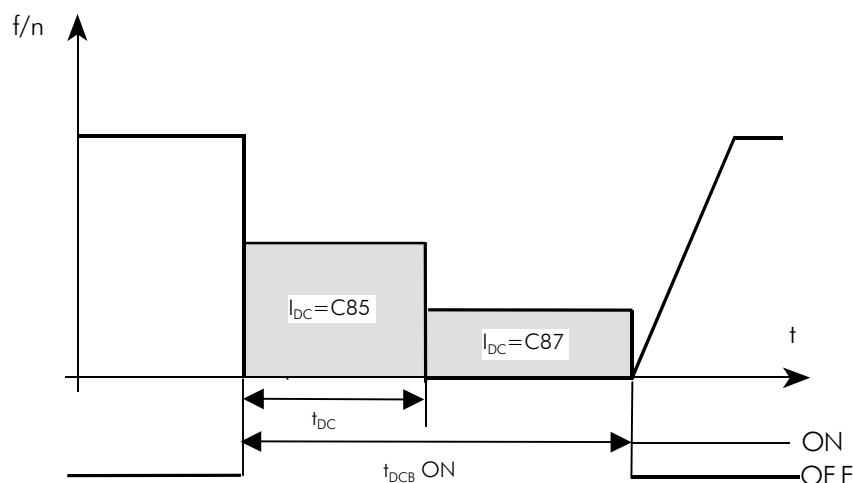 f/n
I_DC=C85
I_DC=C87
t
t_DC
ON
t_DCB ON
OFF